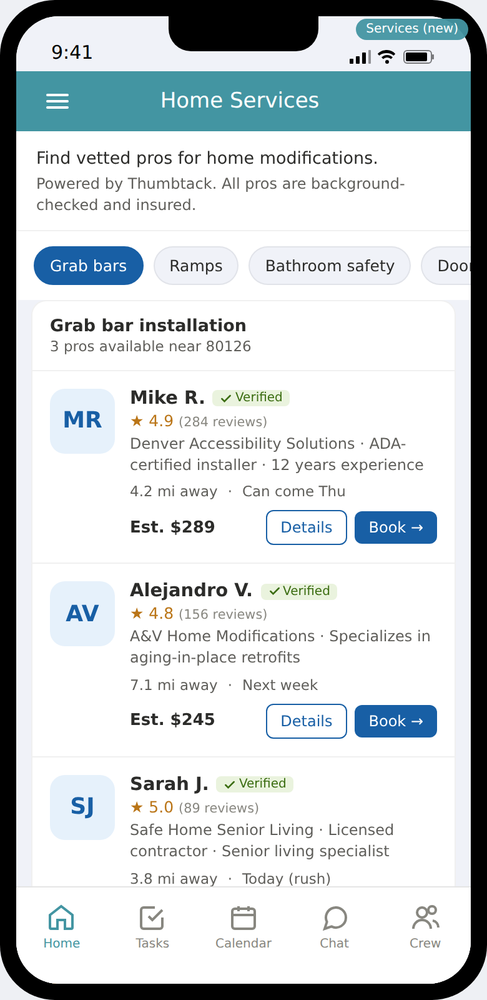 Services (new)
9:41
Home Services
Find vetted pros for home modifications.
Powered by Thumbtack. All pros are background-
checked and insured.
Grab bars
Ramps
Bathroom safety
Door
Grab bar installation
3 pros available near 80126
MR
Mike R.
Verified
★ 4.9 (284 reviews)
Denver Accessibility Solutions · ADA-
certified installer · 12 years experience
4.2 mi away · Can come Thu
Est. $289
Details
Book →
AV
Alejandro V.
Verified
★ 4.8 (156 reviews)
A&V Home Modifications · Specializes in
aging-in-place retrofits
7.1 mi away · Next week
Est. $245
Details
Book →
SJ
Sarah J.
Verified
★ 5.0 (89 reviews)
Safe Home Senior Living · Licensed
contractor · Senior living specialist
3.8 mi away · Today (rush)
Home
Tasks
Calendar
Chat
Crew